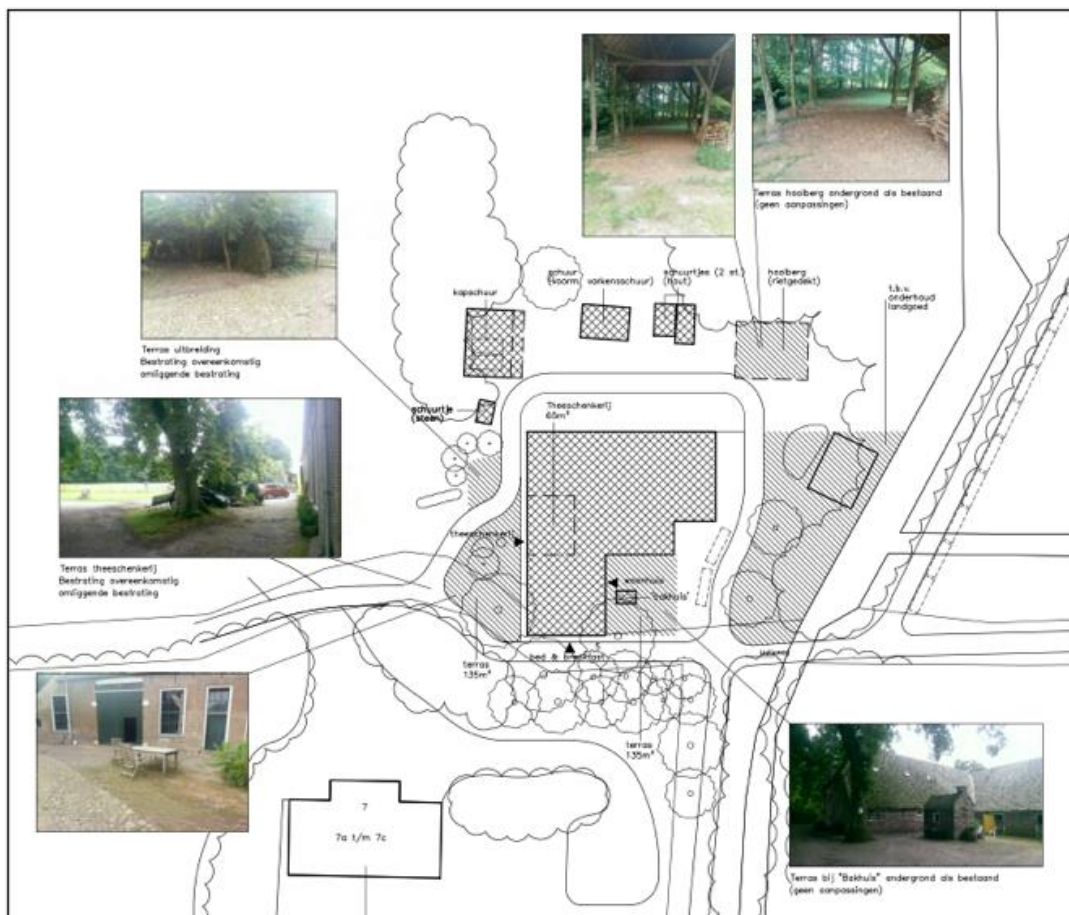 Terras hooiberg ondergrond als bestaand
(geen aanpassingen)
schuur
(voorm. varkensschuur)
schuurtjes (2 st.)
(hout)
hooiberg
(rietgedekt)
t.b.v.
onderhoud
landgoed
kapschuur
Terras uitbreiding
Bestrating overeenkomstig
omliggende bestrating
schuurtje
(steen)
Theeschenkerij
65m²
theeschenkerij
Terras theeschenkerij
Bestrating overeenkomstig
omliggende bestrating
woonhuis
"bakhuis"
bed & breakfast
terras
135m²
terras
135m²
7
7a t/m 7c
Terras bij "Bakhuis" ondergrond als bestaand
(geen aanpassingen)